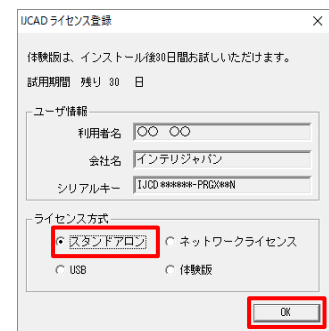 IJCAD ライセンス登録
体験版は、インストール後30日間お試しいただけます。
試用期間 残り 30 日
ユーザ情報
利用者名 ○○ ○○
会社名 インテリジャパン
シリアルキー IJCD******-PRGX**N
ライセンス方式
スタンドアロン ネットワークライセンス
USB 体験版
OK